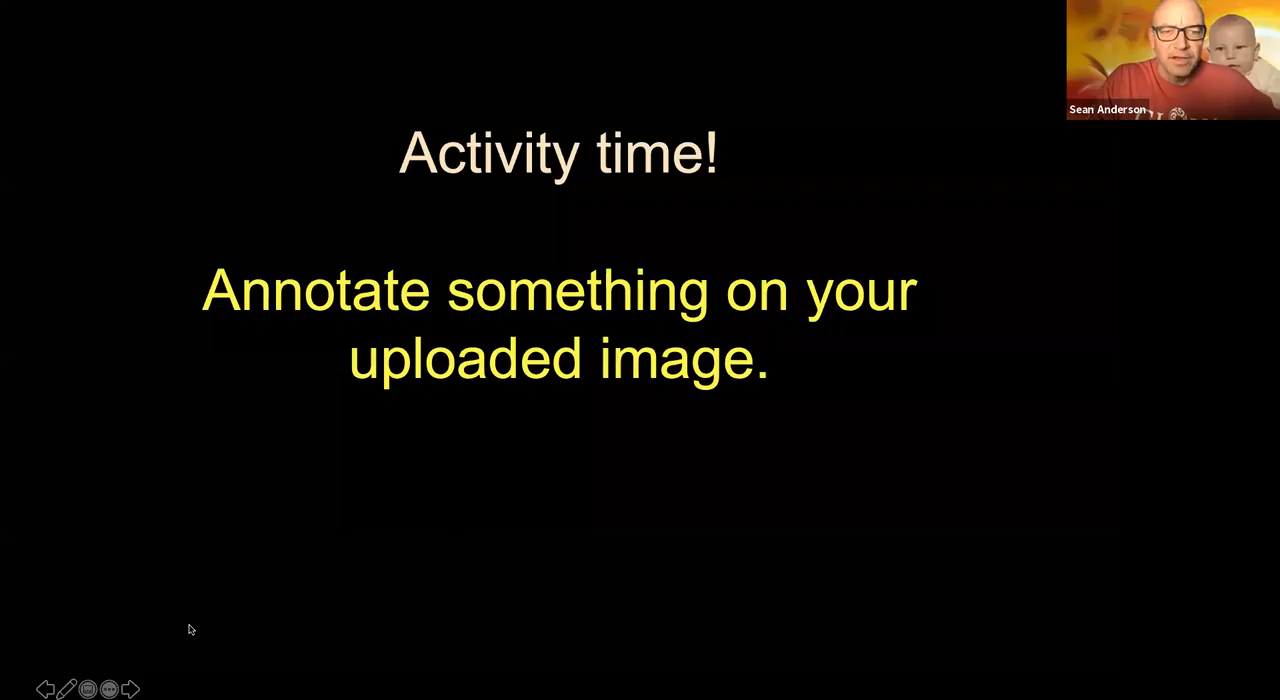 Activity time!
Annotate something on your
uploaded image.
Sean Anderson